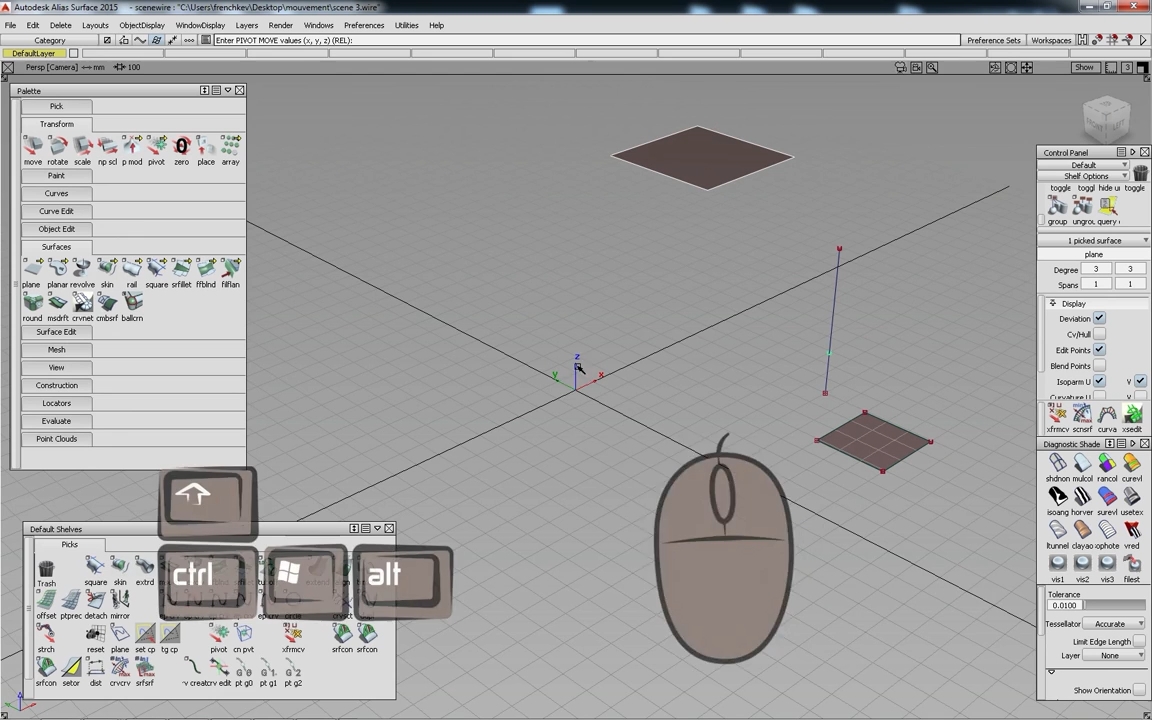 Autodesk Alias Surface 2015 - scenewire: "C:\Users\frenchkev\Desktop\mouvement\scene 3.wire"
File Edit Delete Layouts ObjectDisplay WindowDisplay Layers Render Windows Preferences Utilities Help
Category Enter PIVOT MOVE values (x, y, z) (REL): Preference Sets Workspaces
DefaultLayer
Persp [Camera] mm 100 Show 3
Palette
Pick
Transform
move rotate scale np scl p mod pivot zero place array
Paint
Curves
Curve Edit
Object Edit
Surfaces
plane planar revolve skin rail square srfillet ffblnd filflan
round msdrft crvnet cmbsrf ballcrn
Surface Edit
Mesh
View
Construction
Locators
Evaluate
Point Clouds
Default Shelves
Picks
Trash square skin extrd
offset ptprec detach mirror
strch reset plane set cp tg cp pivot cn pvt xfrmcv srfcon srfcon
srfcon setor dist crvcrv srfsrf pt g0 pt g1 pt g2
ctrl alt
z
y x
FRONT LEFT
Control Panel
Default
Shelf Options
toggle toggl hide u toggle
group ungrou query
1 picked surface
plane
Degree 3 3
Spans 1 1
Display
Deviation
Cv/Hull
Edit Points
Blend Points
Isoparm U V
Curvature U
xfrmcv scnsrf curva xsedit
Diagnostic Shade
shdnon mulcol rancol curevl
isoang horver surevl usetex
ltunnel clayao photo vred
vis1 vis2 vis3 filest
Tolerance
0.0100
Tessellator Accurate
Limit Edge Length
Layer None
Show Orientation